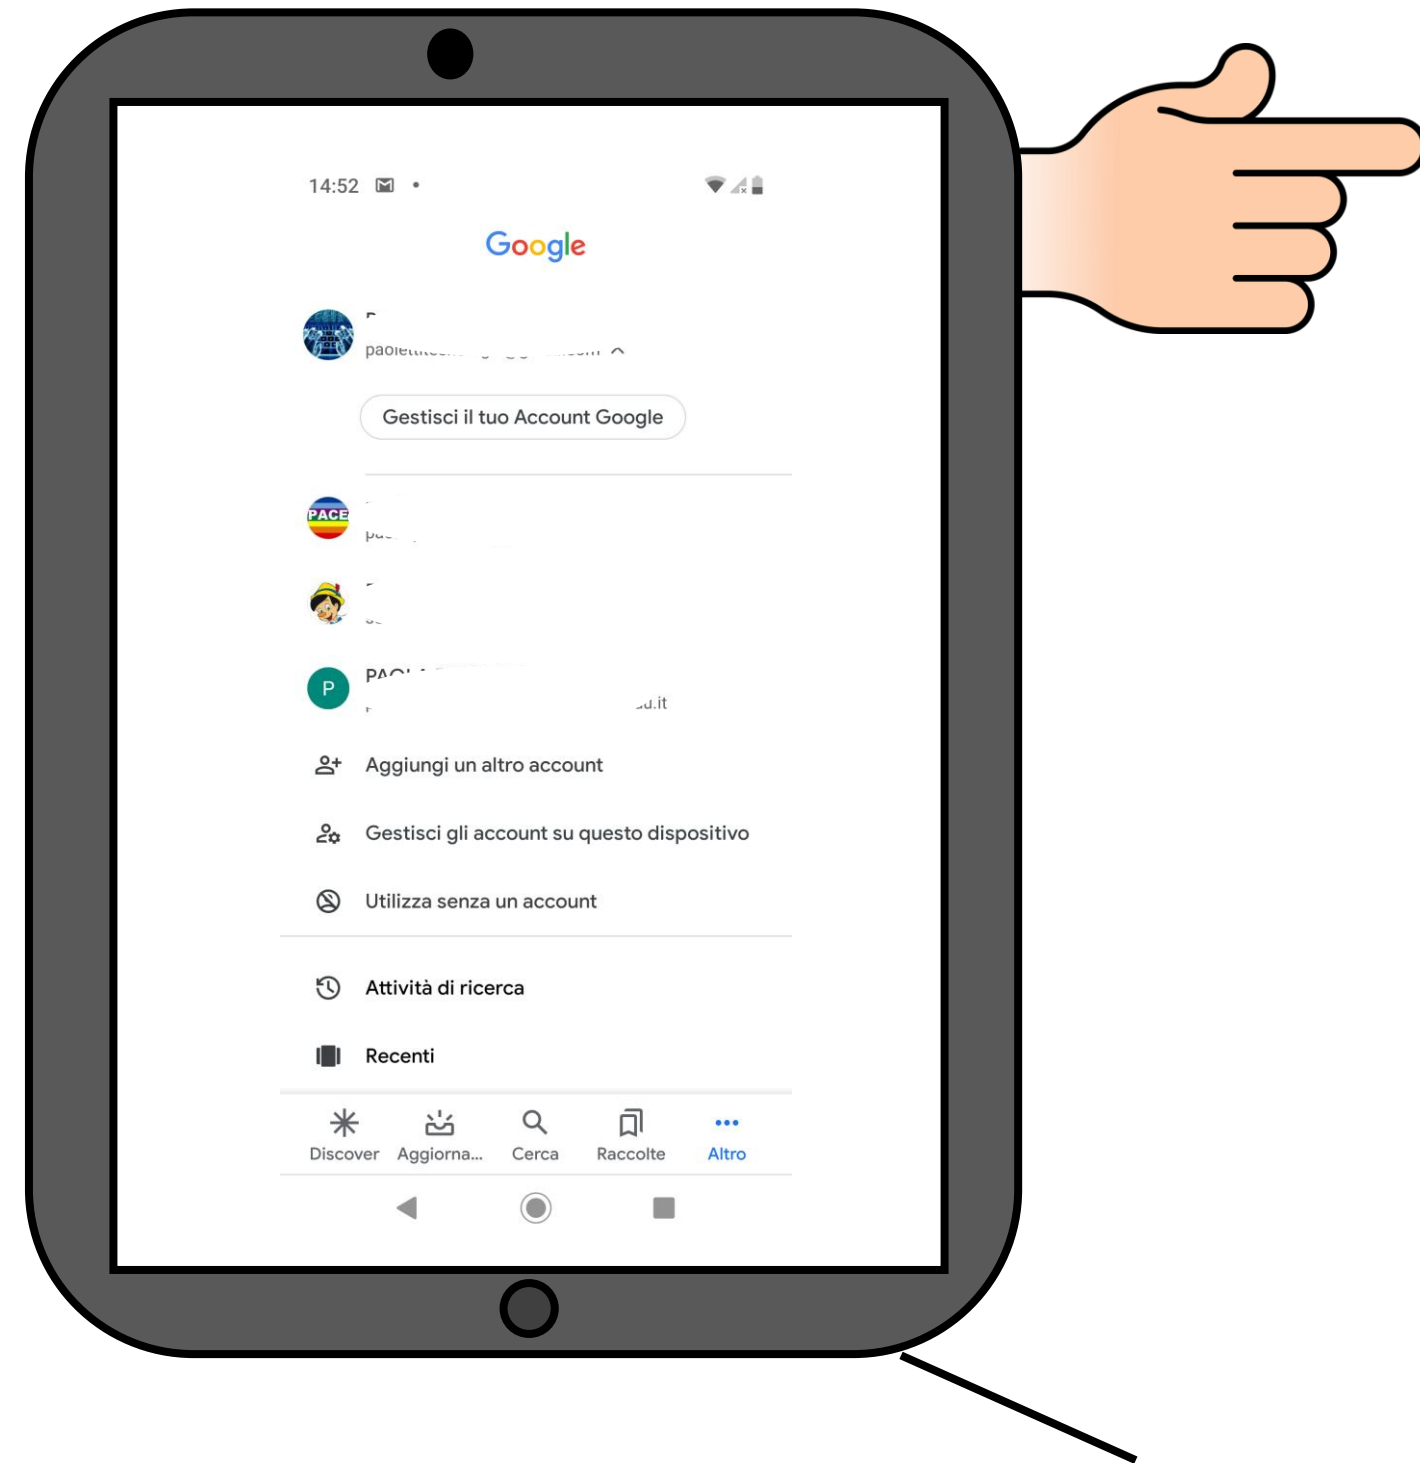 14:52
Google
Gestisci il tuo Account Google
PACE
P
Aggiungi un altro account
Gestisci gli account su questo dispositivo
Utilizza senza un account
Attività di ricerca
Recenti
Discover Aggiorna... Cerca Raccolte Altro